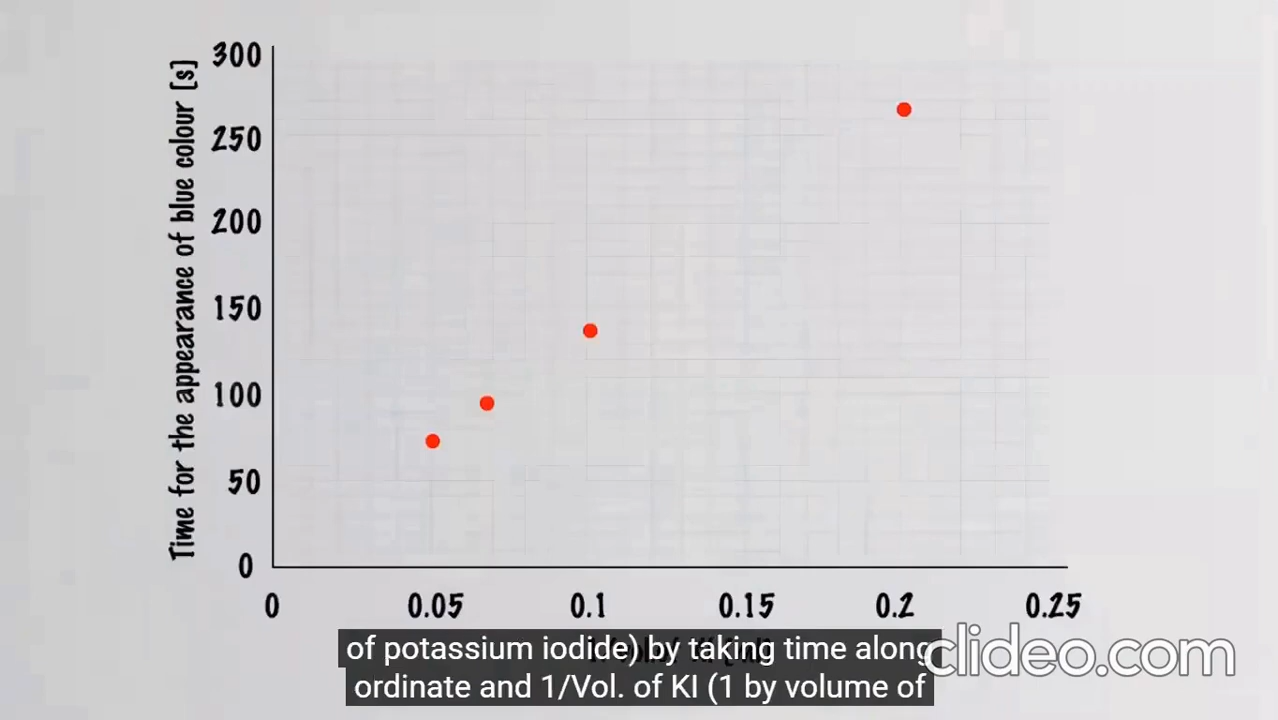 300
250
200
150
100
50
0
Time for the appearance of blue colour [s]
0 0.05 0.1 0.15 0.2 0.25
of potassium iodide) by taking time along
ordinate and 1/Vol. of KI (1 by volume of
clideo.com